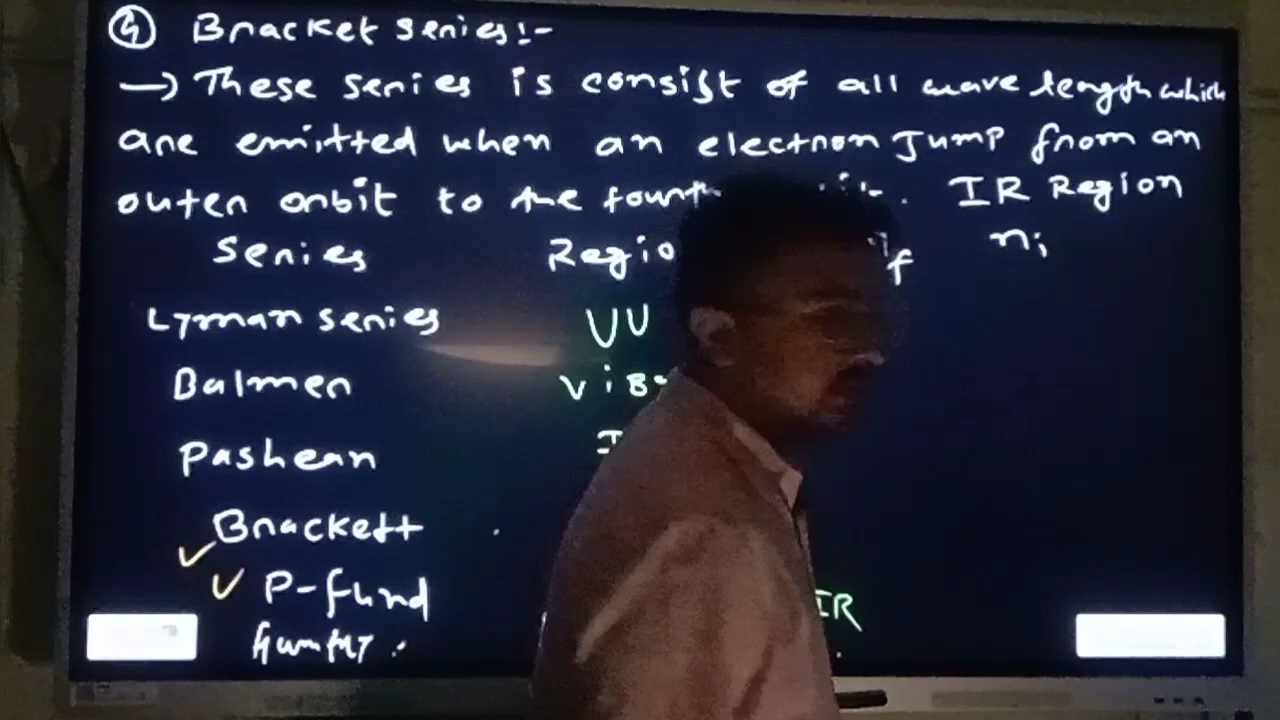 ④ Bracket series:-
→ These series is consist of all wave length which
are emitted when an electron Jump from an
outer orbit to the fourth . IR Region
Series Regio nf ni
Lyman series UV
Balmer Vis
Pashean I
Brackett
P-fund IR